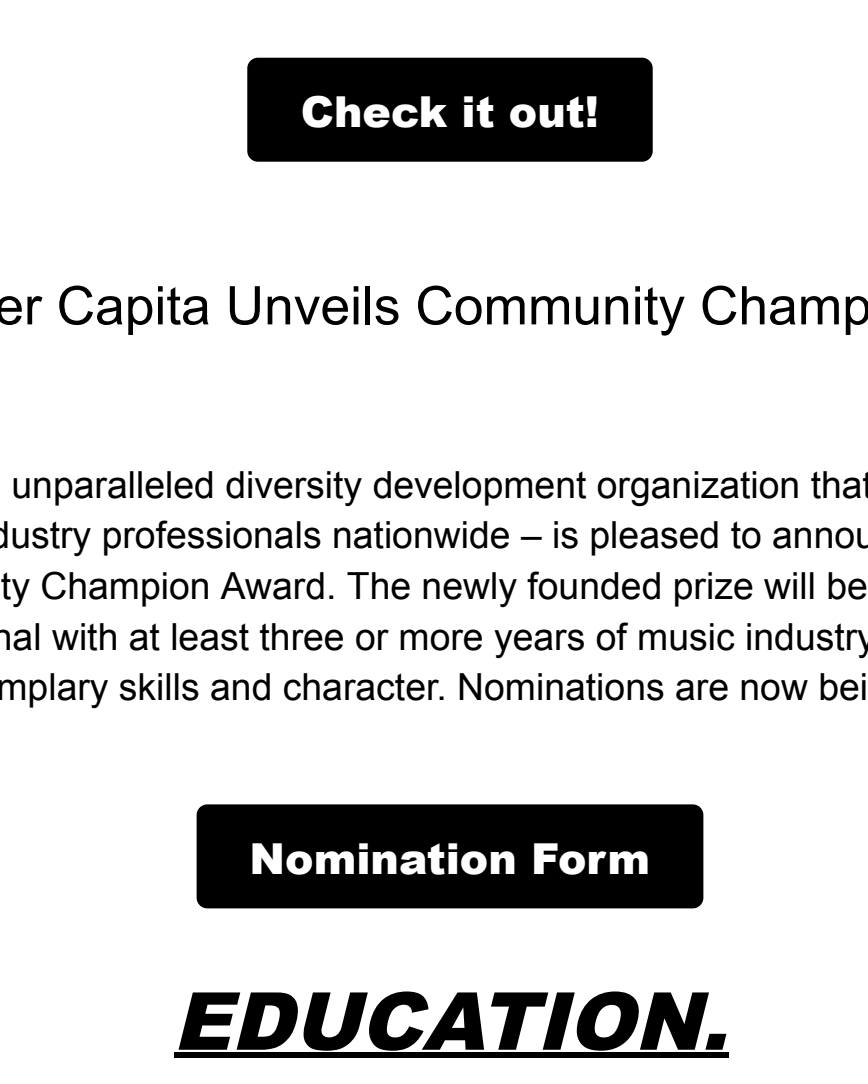 Check it out!
er Capita Unveils Community Champ
unparalleled diversity development organization that
dustry professionals nationwide – is pleased to annou
ty Champion Award. The newly founded prize will be
nal with at least three or more years of music industry
mplary skills and character. Nominations are now bei
Nomination Form
EDUCATION.